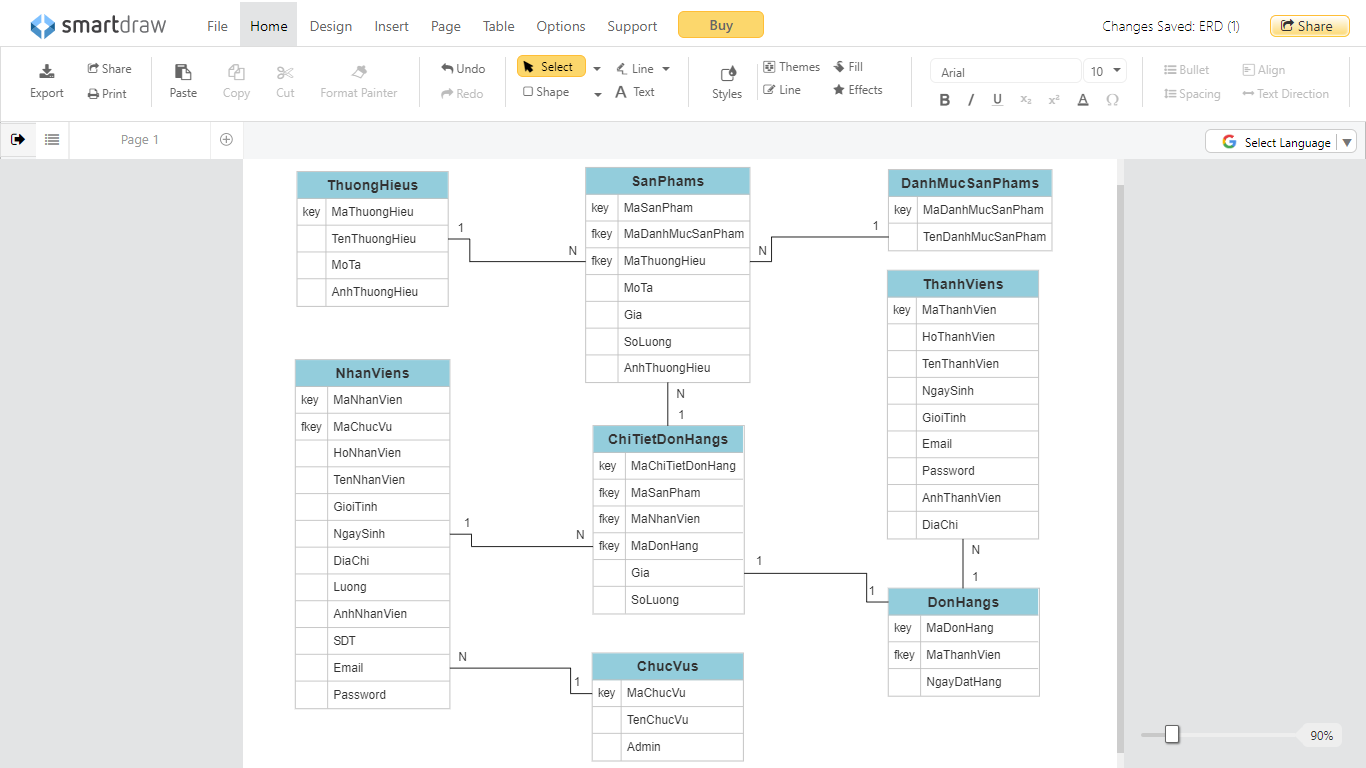 smartdraw
File Home Design Insert Page Table Options Support Buy Changes Saved: ERD (1) Share
Export
Share
Print
Paste
Copy
Cut
Format Painter
Undo
Redo
Select
Shape
Line
Text
Styles
Themes
Fill
Line
Effects
Arial 10
B I U x₂ x² A Ω
Bullet Align
Spacing Text Direction
Page 1
Select Language
ThuongHieus
key MaThuongHieu
TenThuongHieu
MoTa
AnhThuongHieu
1
N
SanPhams
key MaSanPham
fkey MaDanhMucSanPham
fkey MaThuongHieu
MoTa
Gia
SoLuong
AnhThuongHieu
N
1
DanhMucSanPhams
key MaDanhMucSanPham
TenDanhMucSanPham
ThanhViens
key MaThanhVien
HoThanhVien
TenThanhVien
NgaySinh
GioiTinh
Email
Password
AnhThanhVien
DiaChi
N
1
NhanViens
key MaNhanVien
fkey MaChucVu
HoNhanVien
TenNhanVien
GioiTinh
NgaySinh
DiaChi
Luong
AnhNhanVien
SDT
Email
Password
1
N
N
1
N
1
ChiTietDonHangs
key MaChiTietDonHang
fkey MaSanPham
fkey MaNhanVien
fkey MaDonHang
Gia
SoLuong
1
1
DonHangs
key MaDonHang
fkey MaThanhVien
NgayDatHang
ChucVus
key MaChucVu
TenChucVu
Admin
90%